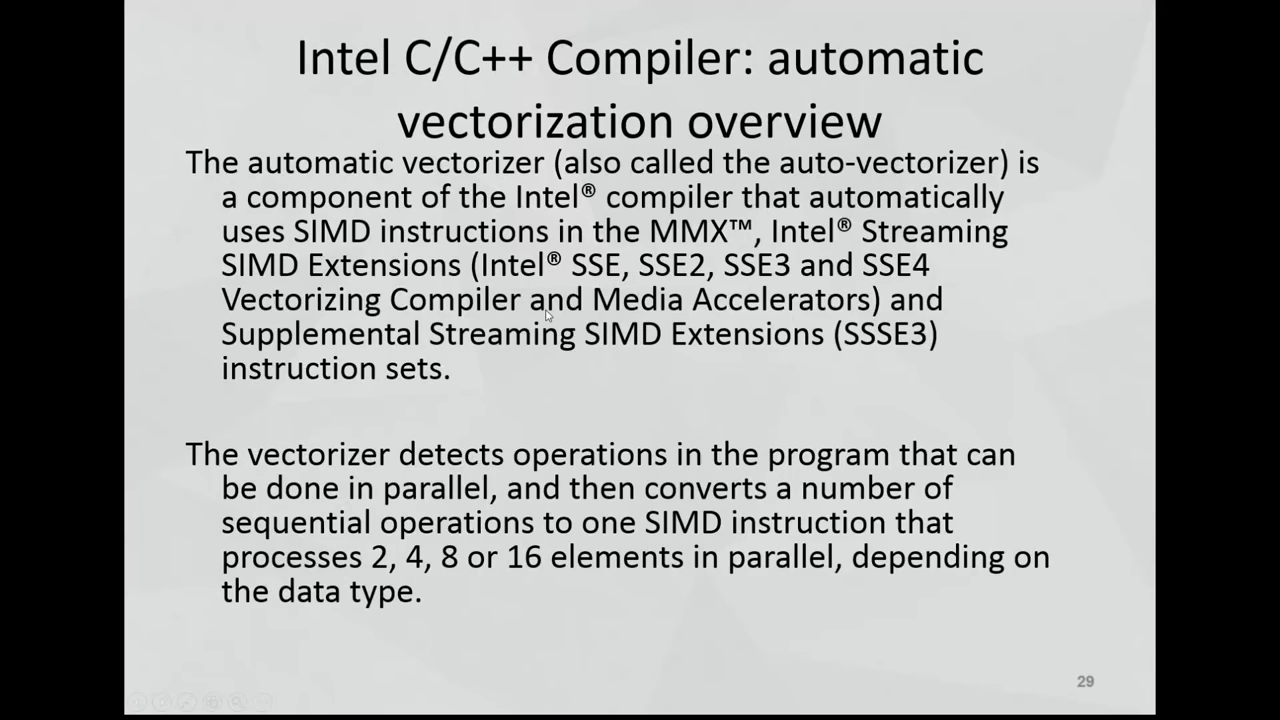 Intel C/C++ Compiler: automatic
vectorization overview
The automatic vectorizer (also called the auto-vectorizer) is
a component of the Intel® compiler that automatically
uses SIMD instructions in the MMX™, Intel® Streaming
SIMD Extensions (Intel® SSE, SSE2, SSE3 and SSE4
Vectorizing Compiler and Media Accelerators) and
Supplemental Streaming SIMD Extensions (SSSE3)
instruction sets.
The vectorizer detects operations in the program that can
be done in parallel, and then converts a number of
sequential operations to one SIMD instruction that
processes 2, 4, 8 or 16 elements in parallel, depending on
the data type.
29